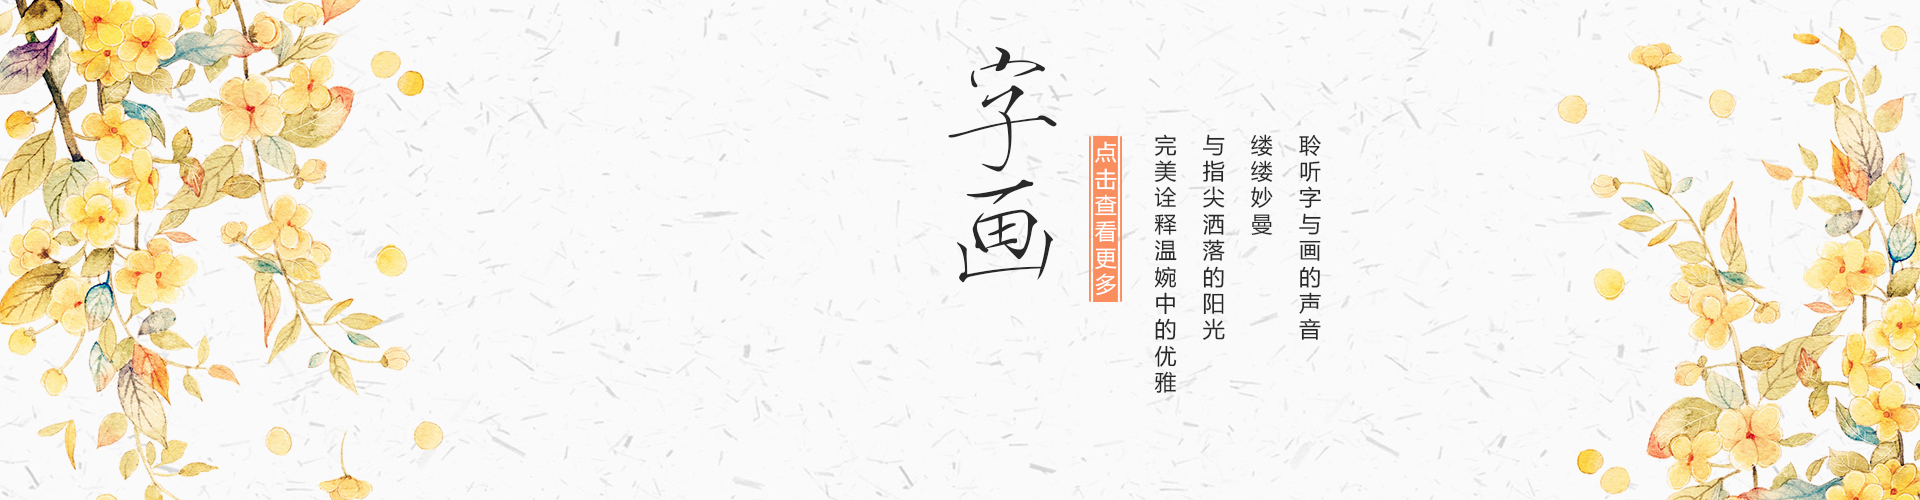 聆听字与画的声音
缕缕妙曼
与指尖洒落的阳光
完美诠释温婉中的优雅
点击查看更多
字画